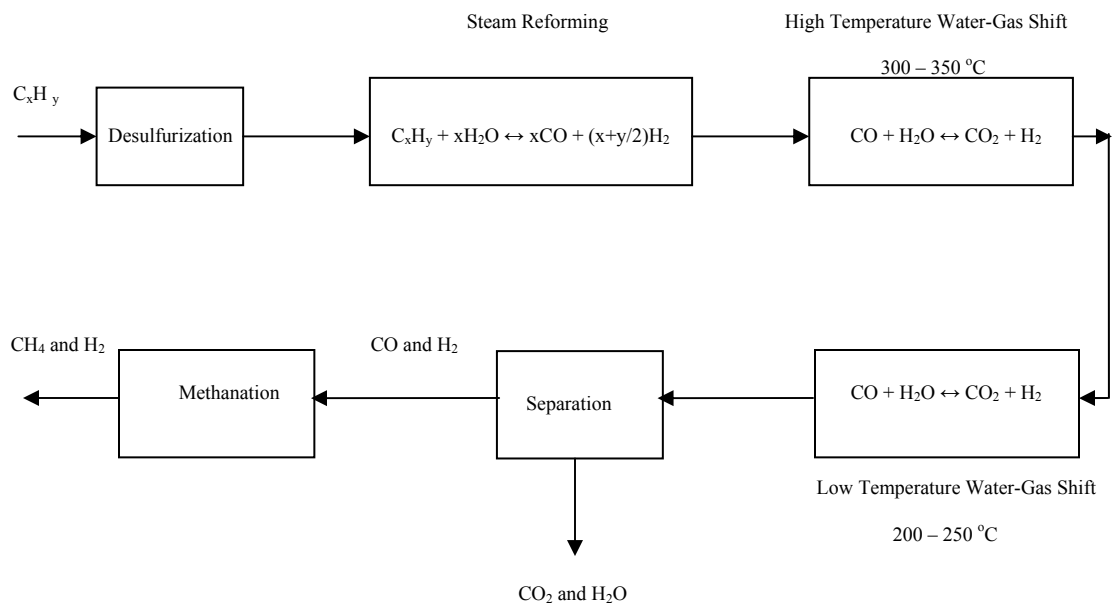 Steam Reforming
High Temperature Water-Gas Shift
300 – 350 °C
CₓH y
Desulfurization
CₓHᵧ + xH₂O ↔ xCO + (x+y/2)H₂
CO + H₂O ↔ CO₂ + H₂
CH₄ and H₂
Methanation
CO and H₂
Separation
CO + H₂O ↔ CO₂ + H₂
Low Temperature Water-Gas Shift
200 – 250 °C
CO₂ and H₂O